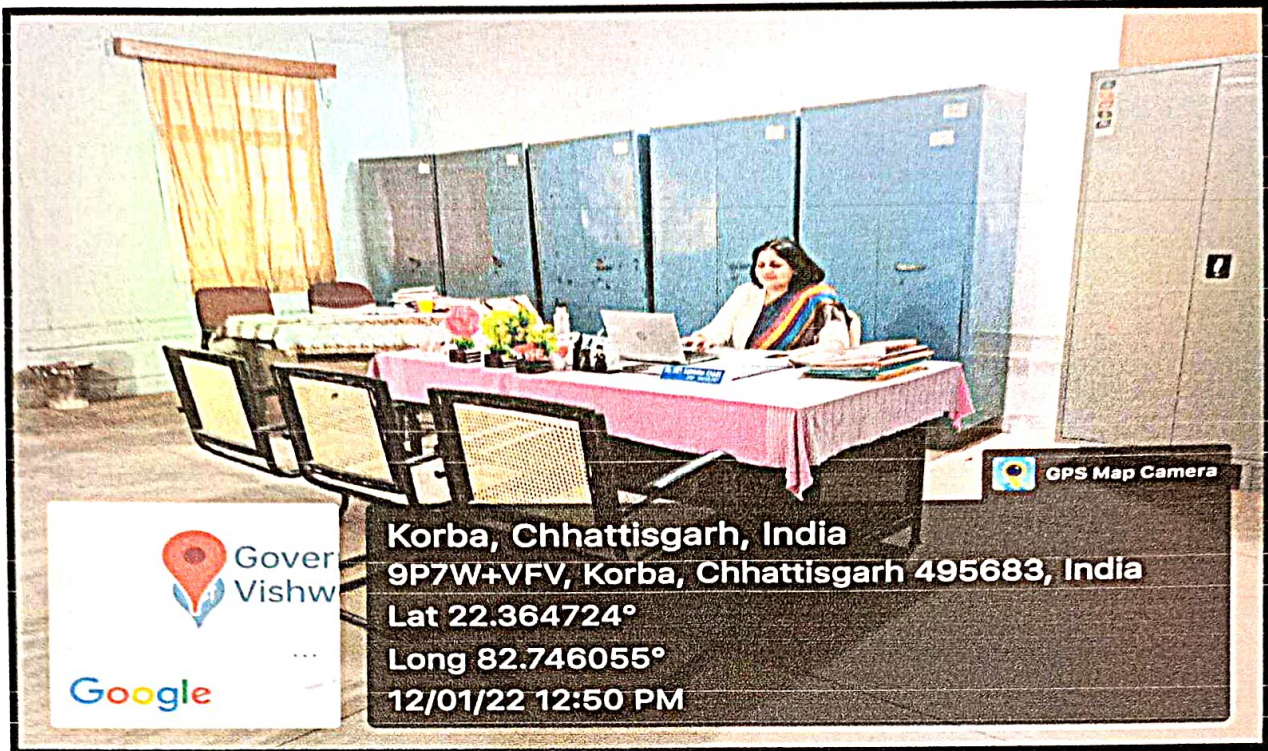 GPS Map Camera
Gover
Vishw
Google
Korba, Chhattisgarh, India
9P7W+VFV, Korba, Chhattisgarh 495683, India
Lat 22.364724°
Long 82.746055°
12/01/22 12:50 PM